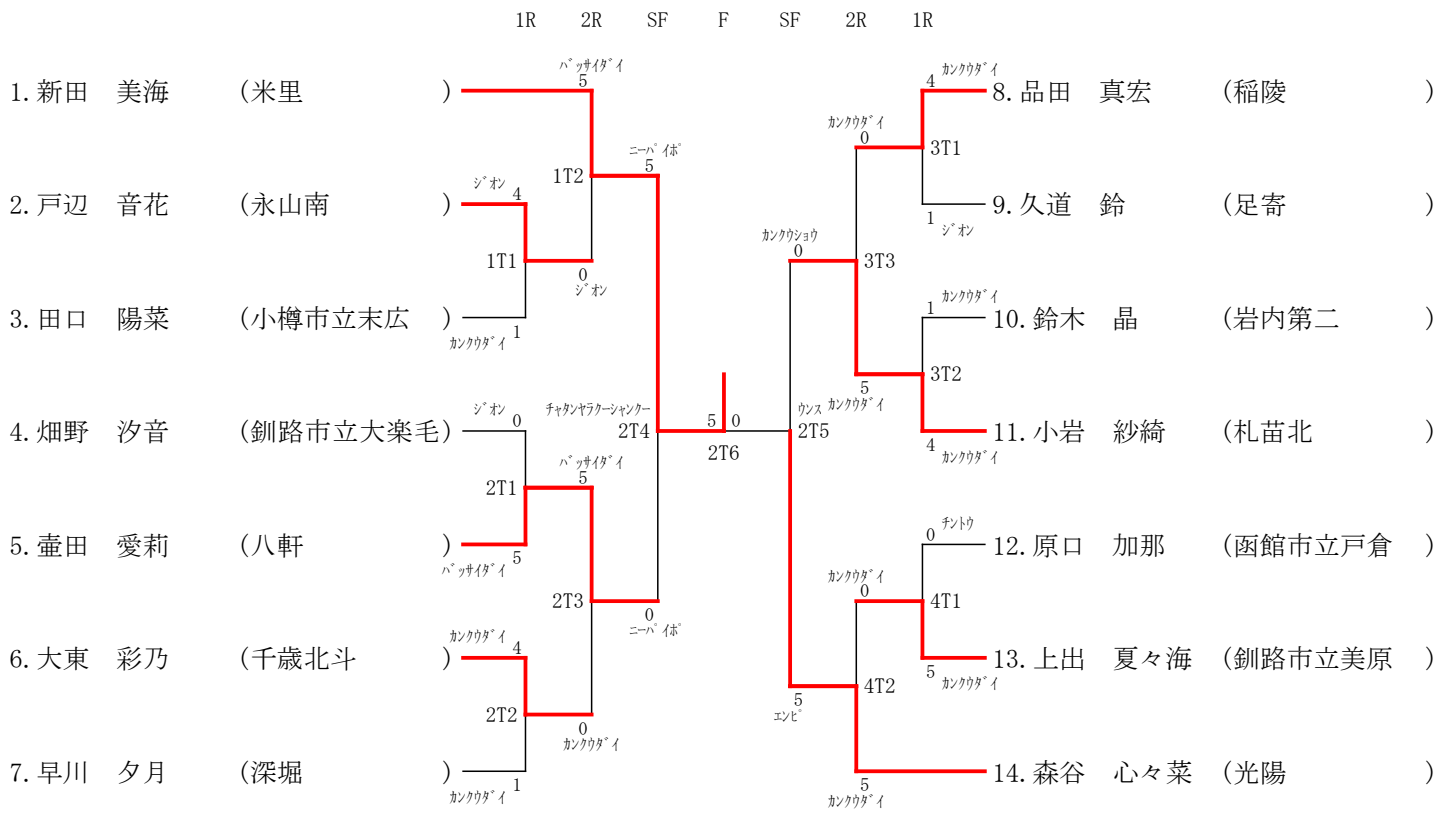 1R 2R SF F SF 2R 1R
ﾊﾞｯｻｲﾀﾞｲ
5
ｶﾝｸｳﾀﾞｲ
4
1.新田 美海 (米里 )
8.品田 真宏 (稲陵 )
ｶﾝｸｳﾀﾞｲ
0
ﾆｰﾊﾟｲﾎﾟ
5
3T1
1T2
ｼﾞｵﾝ
4
2.戸辺 音花 (永山南 )
9.久道 鈴 (足寄 )
1
ｼﾞｵﾝ
ｶﾝｸｳｼｮｳ
0
1T1
3T3
0
ｼﾞｵﾝ
ｶﾝｸｳﾀﾞｲ
1
3.田口 陽菜 (小樽市立末広 )
10.鈴木 晶 (岩内第二 )
1
ｶﾝｸｳﾀﾞｲ
3T2
5
ｶﾝｸｳﾀﾞｲ
ｼﾞｵﾝ
0
ﾁｬﾀﾝﾔﾗｸｰｼｬﾝｸｰ
5 0
ｳﾝｽ
4.畑野 汐音 (釧路市立大楽毛)
2T4
2T5
11.小岩 紗綺 (札苗北 )
4
ｶﾝｸｳﾀﾞｲ
2T6
ﾊﾞｯｻｲﾀﾞｲ
5
2T1
5.壷田 愛莉 (八軒 )
5
ﾊﾞｯｻｲﾀﾞｲ
ﾁﾝﾄｳ
0
12.原口 加那 (函館市立戸倉 )
ｶﾝｸｳﾀﾞｲ
0
2T3
4T1
0
ﾆｰﾊﾟｲﾎﾟ
ｶﾝｸｳﾀﾞｲ
4
6.大東 彩乃 (千歳北斗 )
13.上出 夏々海 (釧路市立美原 )
5
ｶﾝｸｳﾀﾞｲ
4T2
5
ｴﾝﾋﾟ
2T2
0
ｶﾝｸｳﾀﾞｲ
7.早川 夕月 (深堀 )
14.森谷 心々菜 (光陽 )
1
ｶﾝｸｳﾀﾞｲ
5
ｶﾝｸｳﾀﾞｲ